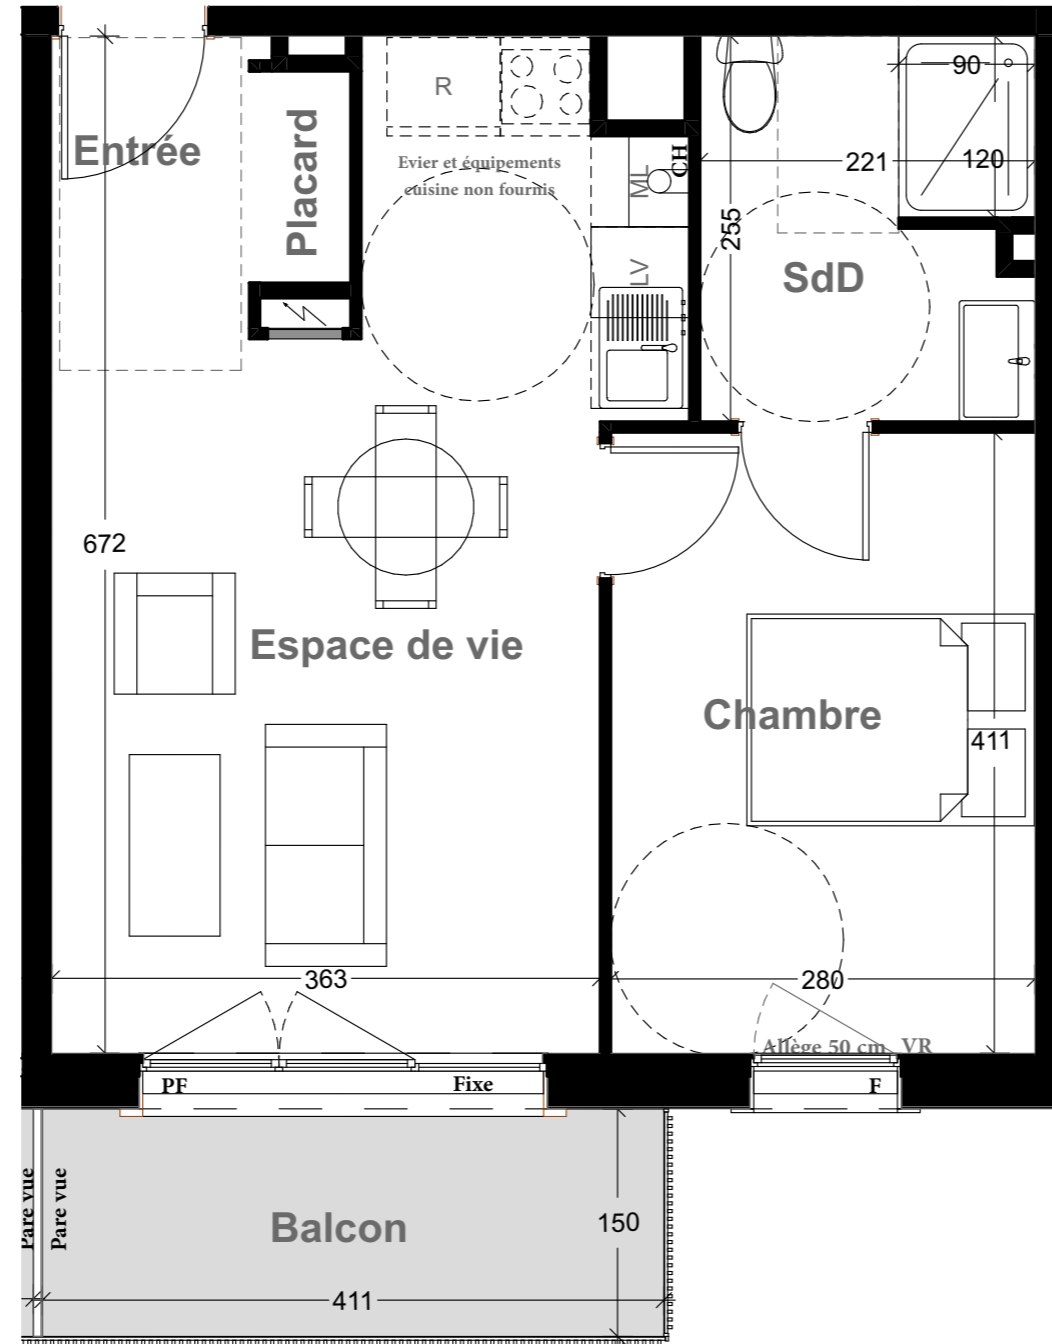 90
R
Entrée
Placard
Evier et équipements
cuisine non fournis
ML
CH
221
120
255
LV
SdD
672
Espace de vie
Chambre
411
363
280
Allège 50 cm VR
PF
Fixe
F
Pare vue
Pare vue
Balcon
150
411